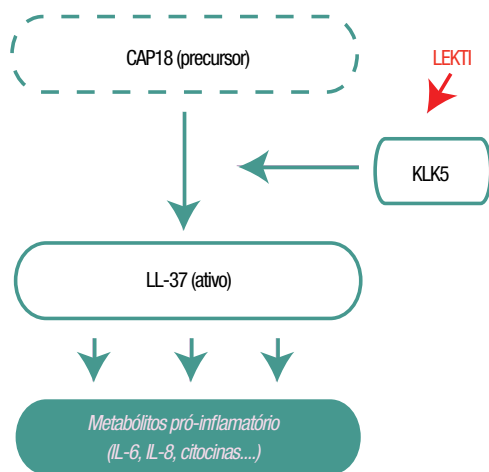 CAP18 (precursor)
LEKTI
KLK5
LL-37 (ativo)
Metabólitos pró-inflamatório
(IL-6, IL-8, citocinas....)